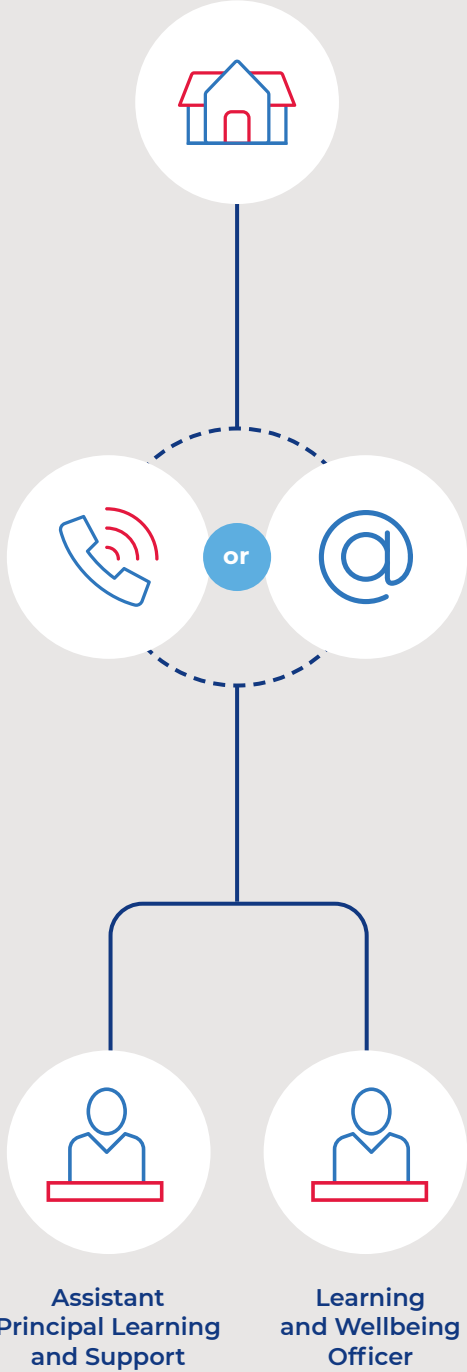 or
Assistant
Principal Learning
and Support
Learning
and Wellbeing
Officer